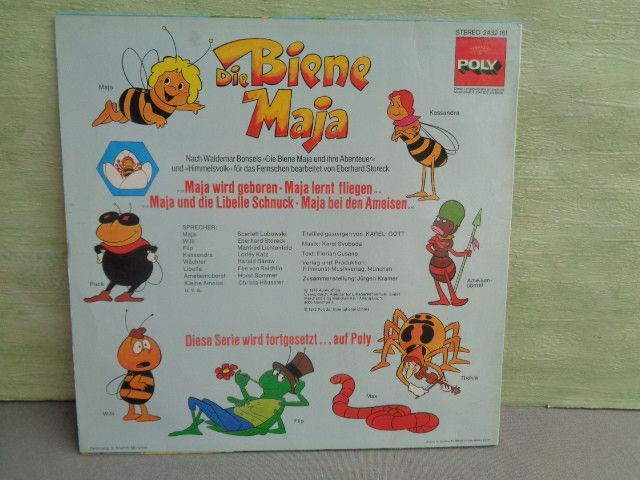 STEREO 2432 161
POLY
Die Biene
Maja
Maja
Kassandra
Nach Waldemar Bonsels »Die Biene Maja und ihre Abenteuer«
und »Himmelsvolk« für das Fernsehen bearbeitet von Eberhard Storeck
Maja wird geboren · Maja lernt fliegen
Maja und die Libelle Schnuck · Maja bei den Ameisen
SPRECHER:
Maja Scarlett Lubowski
Willi Eberhard Storeck
Flip Manfred Lichtenfeld
Kassandra Lorley Katz
Wächter Harald Baerow
Libelle Fee von Reichlin
Ameisenoberst Horst Sommer
Kleine Ameise Christa Häussler
u. v. a.
Titellied gesungen von KAREL GOTT
Musik: Karel Svoboda
Text: Florian Cusano
Verlag und Produktion:
Filmkunst-Musikverlag, München
Zusammenstellung: Jürgen Kramer
Puck
Ameisen-
oberst
Diese Serie wird fortgesetzt ... auf Poly
Willi
Flip
Max
Thekla